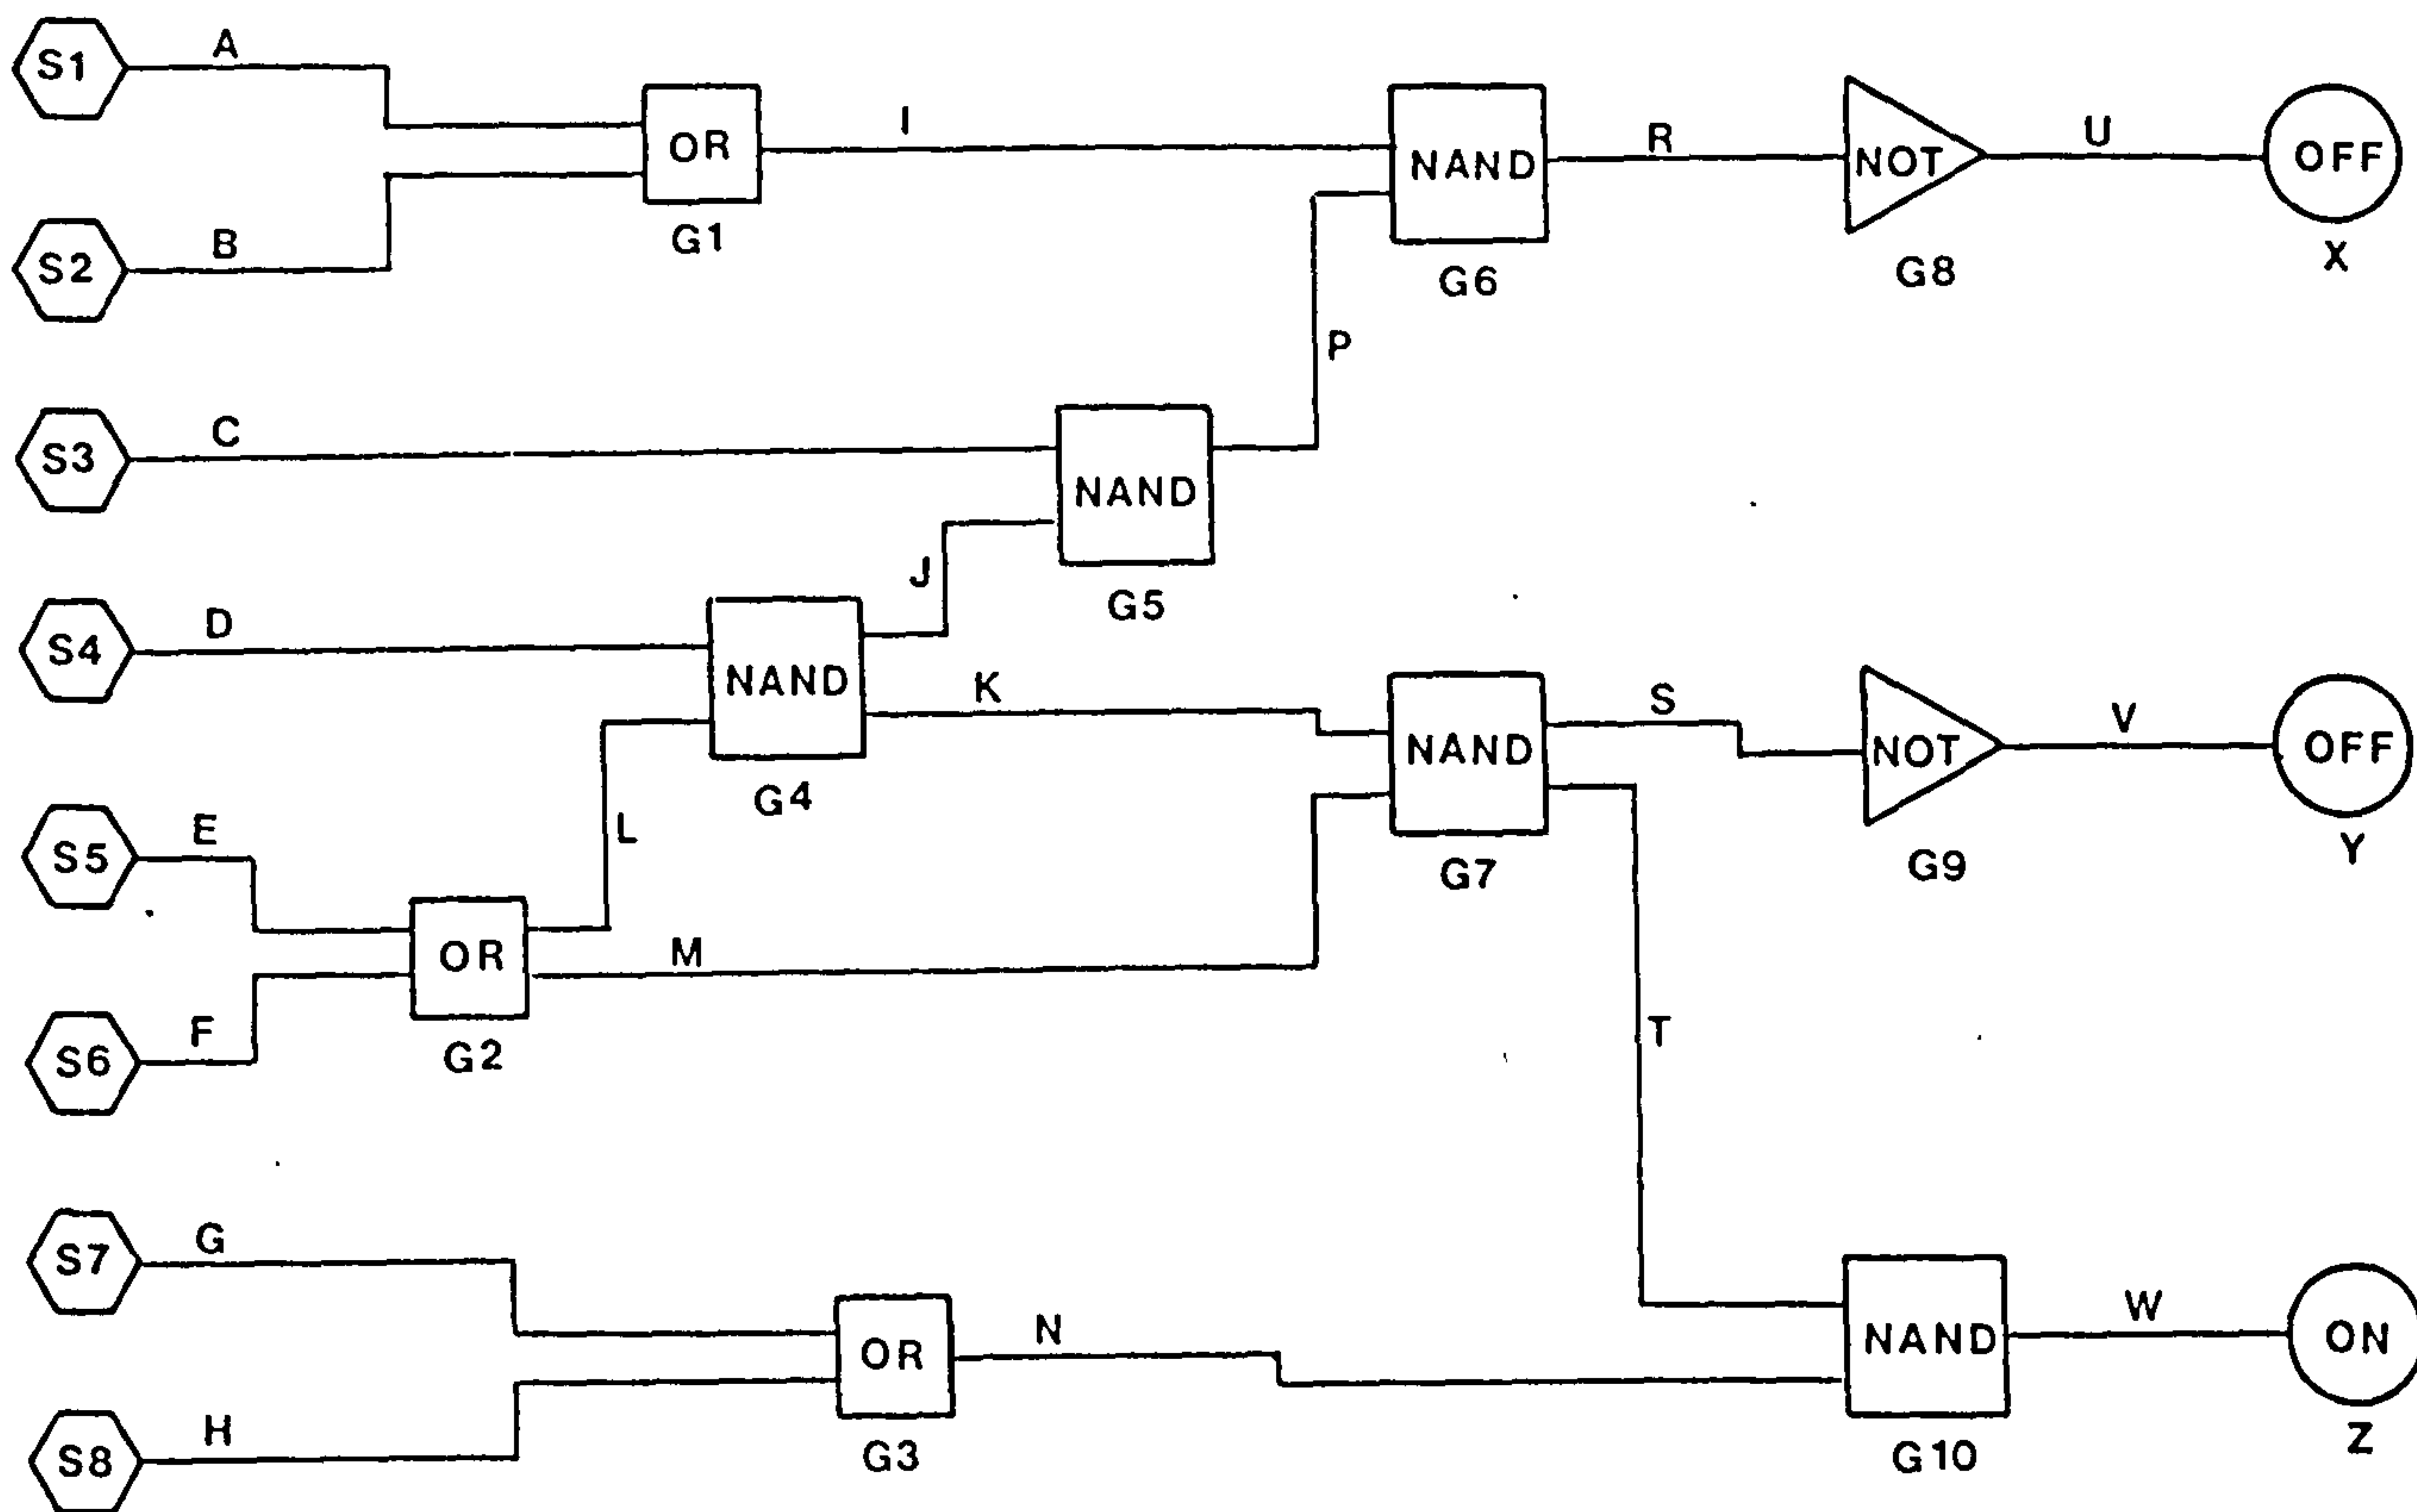 S1
A
OR
G1
I
NAND
G6
R
NOT
G8
U
OFF
X
S2
B
P
S3
C
NAND
G5
J
S4
D
NAND
G4
K
NAND
G7
S
NOT
G9
V
OFF
Y
S5
E
L
OR
G2
M
S6
F
T
S7
G
OR
G3
N
NAND
G10
W
ON
Z
S8
H